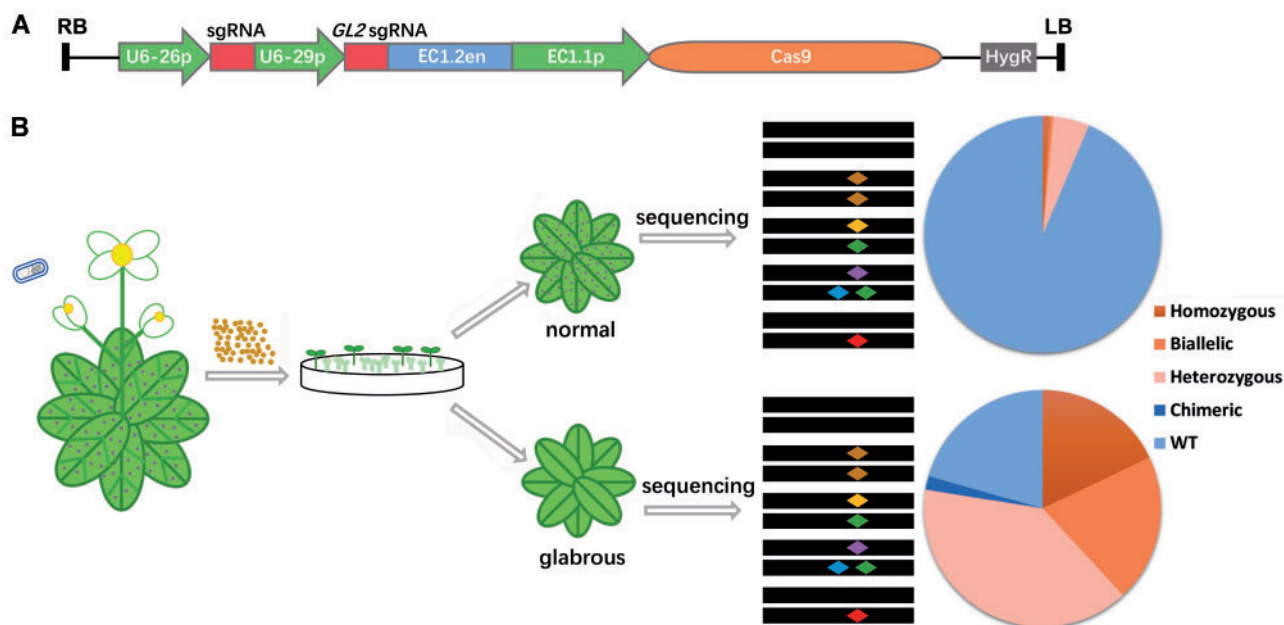 A
RB
sgRNA
GL2 sgRNA
LB
U6-26p
U6-29p
EC1.2en
EC1.1p
Cas9
HygR
B
sequencing
normal
Homozygous
Biallelic
Heterozygous
Chimeric
WT
sequencing
glabrous